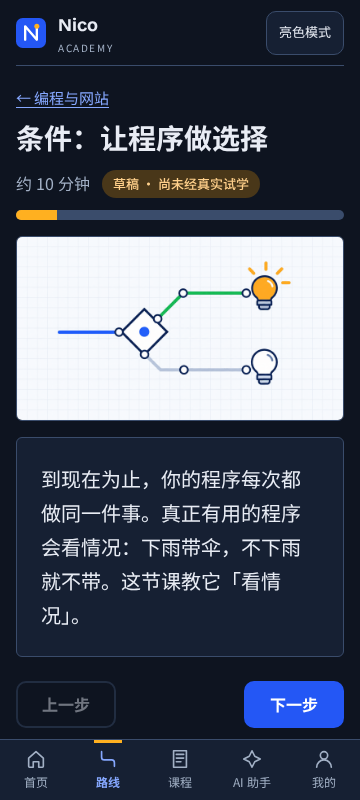 Nico
ACADEMY
亮色模式
← 编程与网站
条件：让程序做选择
约 10 分钟
草稿 · 尚未经真实试学
到现在为止，你的程序每次都
做同一件事。真正有用的程序
会看情况：下雨带伞，不下雨
就不带。这节课教它「看情
况」。
上一步
下一步
首页
路线
课程
AI 助手
我的